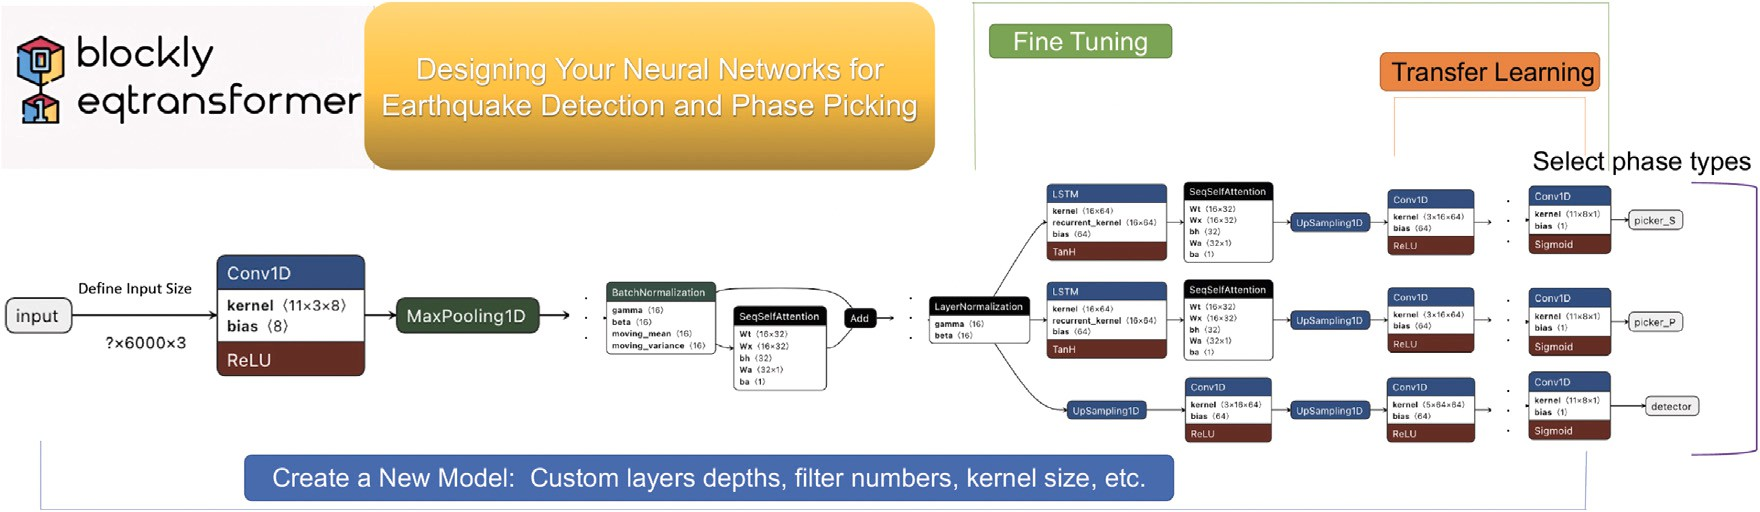 blockly
eqtransformer
Designing Your Neural Networks for
Earthquake Detection and Phase Picking
Fine Tuning
Transfer Learning
Select phase types
input
Define Input Size
?×6000×3
Conv1D
kernel ⟨11×3×8⟩
bias ⟨8⟩
ReLU
MaxPooling1D
BatchNormalization
gamma ⟨16⟩
beta ⟨16⟩
moving_mean ⟨16⟩
moving_variance ⟨16⟩
SeqSelfAttention
Wt ⟨16×32⟩
Wx ⟨16×32⟩
bh ⟨32⟩
Wa ⟨32×1⟩
ba ⟨1⟩
Add
LayerNormalization
gamma ⟨16⟩
beta ⟨16⟩
LSTM
kernel ⟨16×64⟩
recurrent_kernel ⟨16×64⟩
bias ⟨64⟩
TanH
SeqSelfAttention
Wt ⟨16×32⟩
Wx ⟨16×32⟩
bh ⟨32⟩
Wa ⟨32×1⟩
ba ⟨1⟩
UpSampling1D
Conv1D
kernel ⟨3×16×64⟩
bias ⟨64⟩
ReLU
Conv1D
kernel ⟨11×8×1⟩
bias ⟨1⟩
Sigmoid
picker_S
LSTM
kernel ⟨16×64⟩
recurrent_kernel ⟨16×64⟩
bias ⟨64⟩
TanH
SeqSelfAttention
Wt ⟨16×32⟩
Wx ⟨16×32⟩
bh ⟨32⟩
Wa ⟨32×1⟩
ba ⟨1⟩
UpSampling1D
Conv1D
kernel ⟨3×16×64⟩
bias ⟨64⟩
ReLU
Conv1D
kernel ⟨11×8×1⟩
bias ⟨1⟩
Sigmoid
picker_P
UpSampling1D
Conv1D
kernel ⟨3×16×64⟩
bias ⟨64⟩
ReLU
UpSampling1D
Conv1D
kernel ⟨5×64×64⟩
bias ⟨64⟩
ReLU
Conv1D
kernel ⟨11×8×1⟩
bias ⟨1⟩
Sigmoid
detector
Create a New Model: Custom layers depths, filter numbers, kernel size, etc.